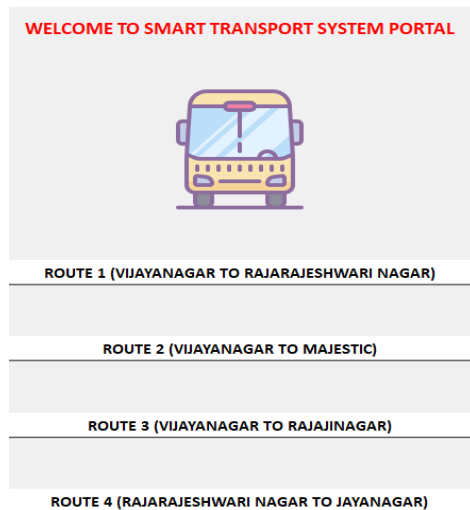 WELCOME TO SMART TRANSPORT SYSTEM PORTAL
ROUTE 1 (VIJAYANAGAR TO RAJARAJESHWARI NAGAR)
ROUTE 2 (VIJAYANAGAR TO MAJESTIC)
ROUTE 3 (VIJAYANAGAR TO RAJAJINAGAR)
ROUTE 4 (RAJARAJESHWARI NAGAR TO JAYANAGAR)